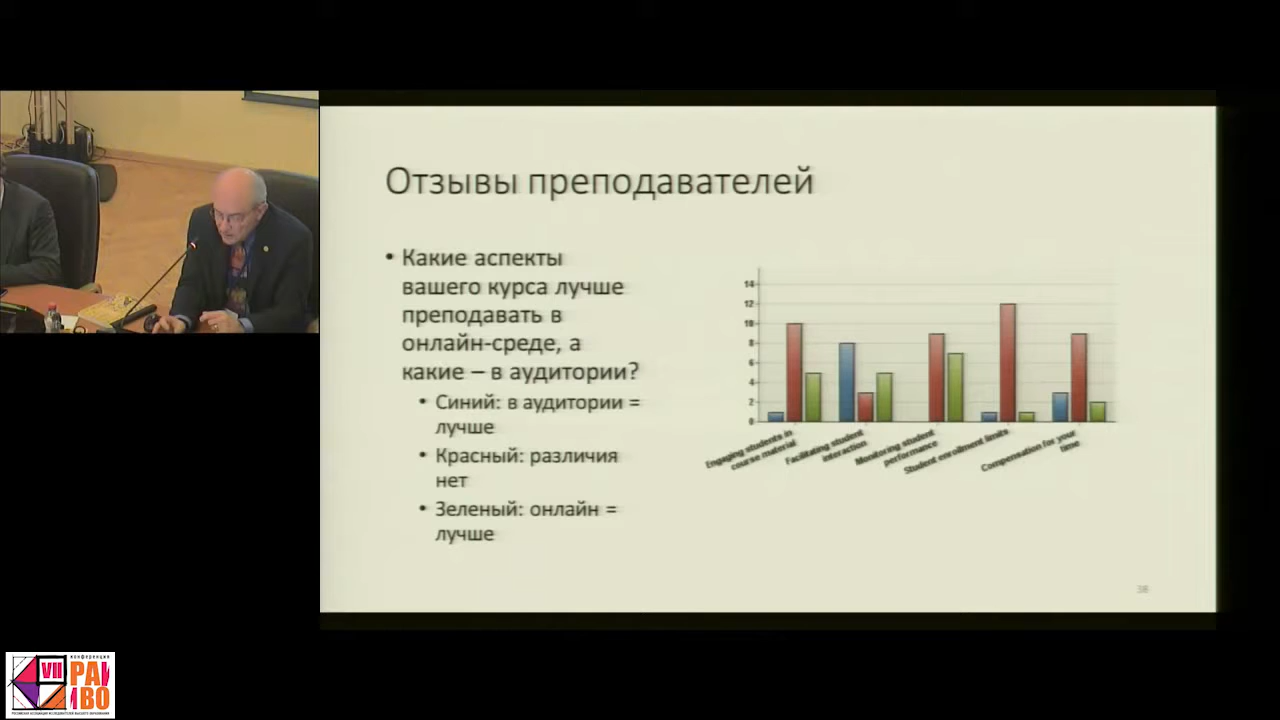 Отзывы преподавателей
• Какие аспекты
вашего курса лучше
преподавать в
онлайн-среде, а
какие – в аудитории?
• Синий: в аудитории =
лучше
• Красный: различия
нет
• Зеленый: онлайн =
лучше
14
12
10
8
6
4
2
0
Engaging students in
course material
Facilitating student
interaction
Monitoring student
performance
Student enrollment limits
Compensation for your
time
38
конференция
VII
РАИ
ВО